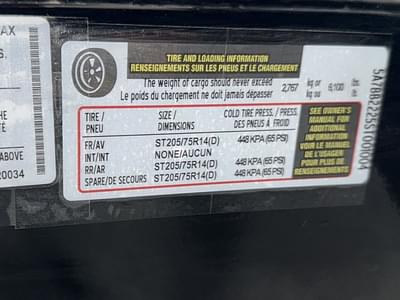 AX
S.
ABOVE
20034
TIRE AND LOADING INFORMATION
RENSEIGNEMENTS SUR LES PNEUS ET LE CHARGEMENT
The weight of cargo should never exceed
Le poids du chargement ne doit jamais dépasser
2,767 kg or 6,100 lbs.
kg ou lb.
TIRE / SIZE / COLD TIRE PRESS. /
PNEU DIMENSIONS PRESS. DES PNEUS À FROID
FR/AV ST205/75R14(D) 448 KPA (65 PSI)
INT/INT NONE/AUCUN
RR/AR ST205/75R14(D) 448 KPA (65 PSI)
SPARE/DE SECOURS ST205/75R14(D) 448 KPA (65 PSI)
SEE OWNER'S
MANUAL FOR
ADDITIONAL
INFORMATION
VOIR LE MANUEL
DE L'USAGER
POUR PLUS DE
RENSEIGNEMENTS